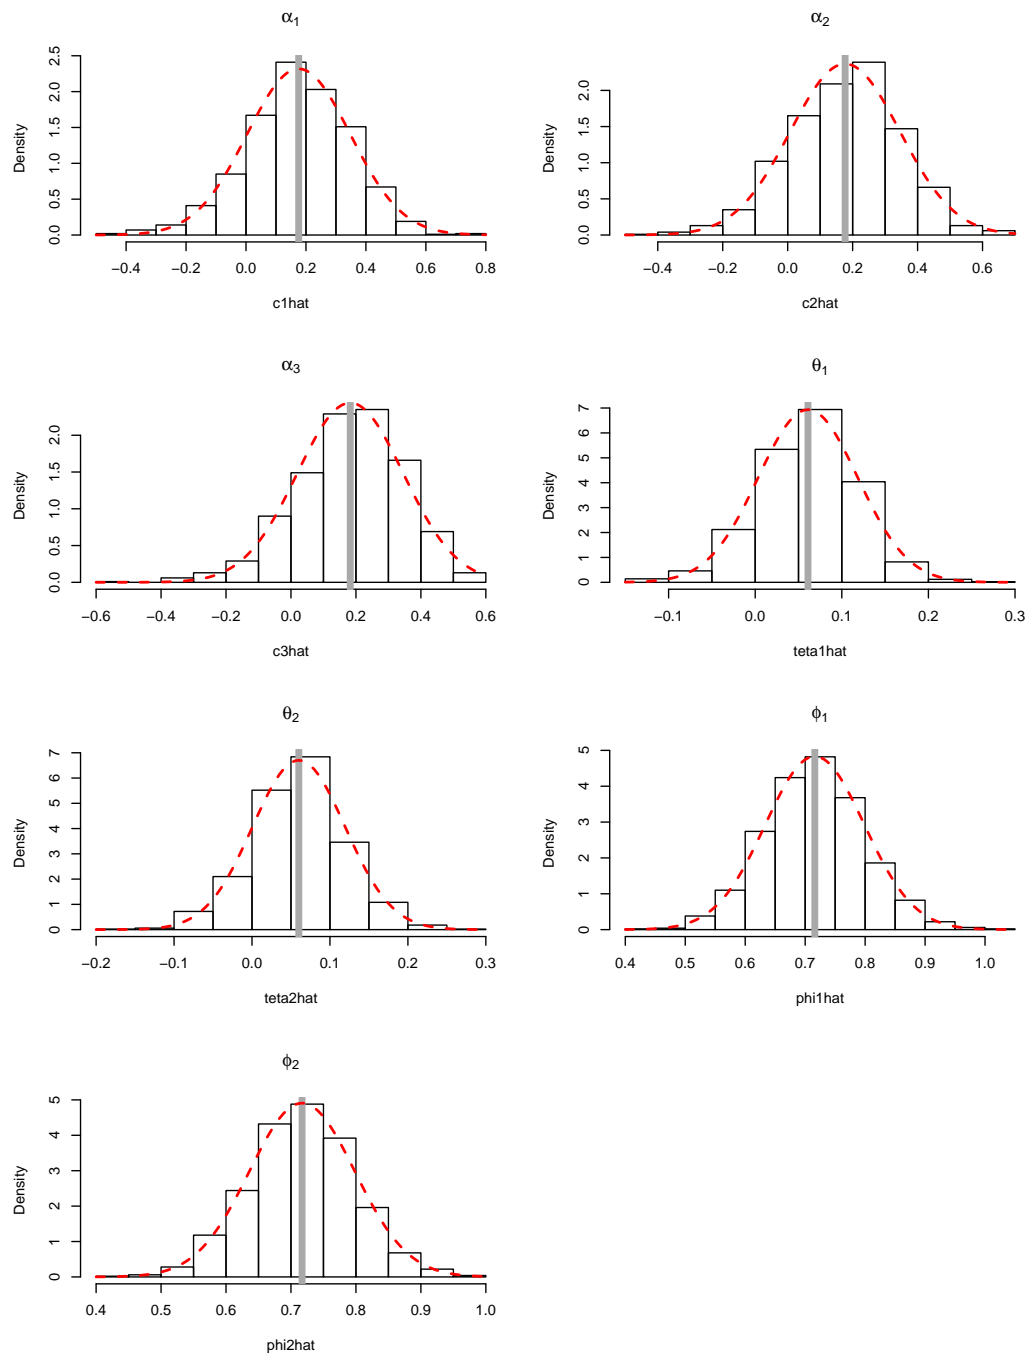 α1
Density
0.0 0.5 1.0 1.5 2.0 2.5
−0.4 −0.2 0.0 0.2 0.4 0.6 0.8
c1hat
α2
Density
0.0 0.5 1.0 1.5 2.0
−0.4 −0.2 0.0 0.2 0.4 0.6
c2hat
α3
Density
0.0 0.5 1.0 1.5 2.0
−0.6 −0.4 −0.2 0.0 0.2 0.4 0.6
c3hat
θ1
Density
0 1 2 3 4 5 6 7
−0.1 0.0 0.1 0.2 0.3
teta1hat
θ2
Density
0 1 2 3 4 5 6 7
−0.2 −0.1 0.0 0.1 0.2 0.3
teta2hat
ϕ1
Density
0 1 2 3 4 5
0.4 0.5 0.6 0.7 0.8 0.9 1.0
phi1hat
ϕ2
Density
0 1 2 3 4 5
0.4 0.5 0.6 0.7 0.8 0.9 1.0
phi2hat